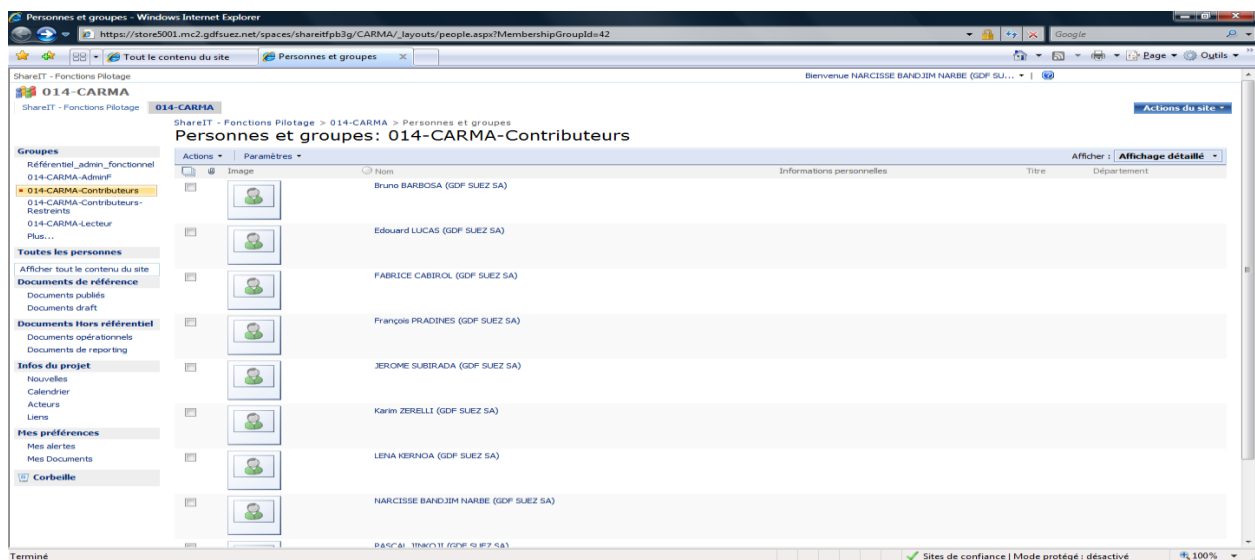 Personnes et groupes - Windows Internet Explorer
https://store5001.mc2.gdfsuez.net/spaces/shareitfpb3g/CARMA/_layouts/people.aspx?MembershipGroupId=42
Google
Tout le contenu du site
Personnes et groupes
Page
Outils
ShareIT - Fonctions Pilotage
Bienvenue NARCISSE BANDJIM NARBE (GDF SU...
014-CARMA
ShareIT - Fonctions Pilotage
014-CARMA
Actions du site
ShareIT - Fonctions Pilotage > 014-CARMA > Personnes et groupes
Personnes et groupes: 014-CARMA-Contributeurs
Groupes
Référentiel_admin_fonctionnel
014-CARMA-AdminF
014-CARMA-Contributeurs
014-CARMA-Contributeurs-
Restreints
014-CARMA-Lecteur
Plus...
Toutes les personnes
Afficher tout le contenu du site
Documents de référence
Documents publiés
Documents draft
Documents Hors référentiel
Documents opérationnels
Documents de reporting
Infos du projet
Nouvelles
Calendrier
Acteurs
Liens
Mes préférences
Mes alertes
Mes Documents
Corbeille
Actions
Paramètres
Afficher :
Affichage détaillé
Image
Nom
Informations personnelles
Titre
Département
Bruno BARBOSA (GDF SUEZ SA)
Edouard LUCAS (GDF SUEZ SA)
FABRICE CABIROL (GDF SUEZ SA)
François PRADINES (GDF SUEZ SA)
JEROME SUBIRADA (GDF SUEZ SA)
Karim ZERELLI (GDF SUEZ SA)
LENA KERNOA (GDF SUEZ SA)
NARCISSE BANDJIM NARBE (GDF SUEZ SA)
PASCAL JINKOJI (GDF SUEZ SA)
Terminé
Sites de confiance | Mode protégé : désactivé
100%